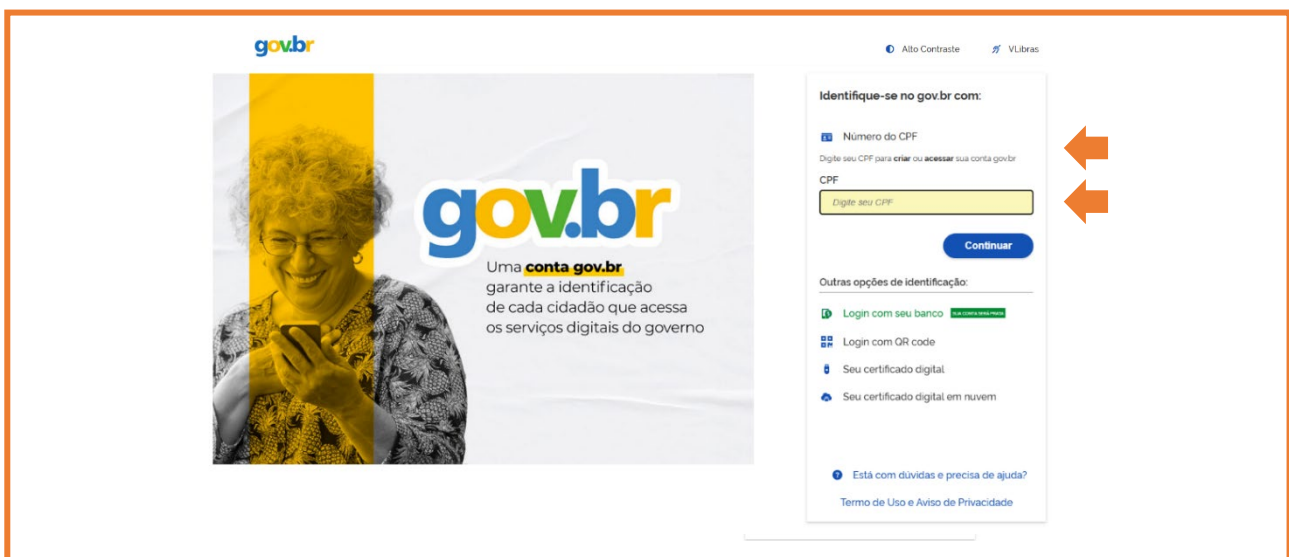 gov.br
Alto Contraste
VLibras
gov.br
Uma conta gov.br
garante a identificação
de cada cidadão que acessa
os serviços digitais do governo
Identifique-se no gov.br com:
Número do CPF
Digite seu CPF para criar ou acessar sua conta gov.br
CPF
Digite seu CPF
Continuar
Outras opções de identificação:
Login com seu banco SUA CONTA SERÁ PRATA
Login com QR code
Seu certificado digital
Seu certificado digital em nuvem
Está com dúvidas e precisa de ajuda?
Termo de Uso e Aviso de Privacidade